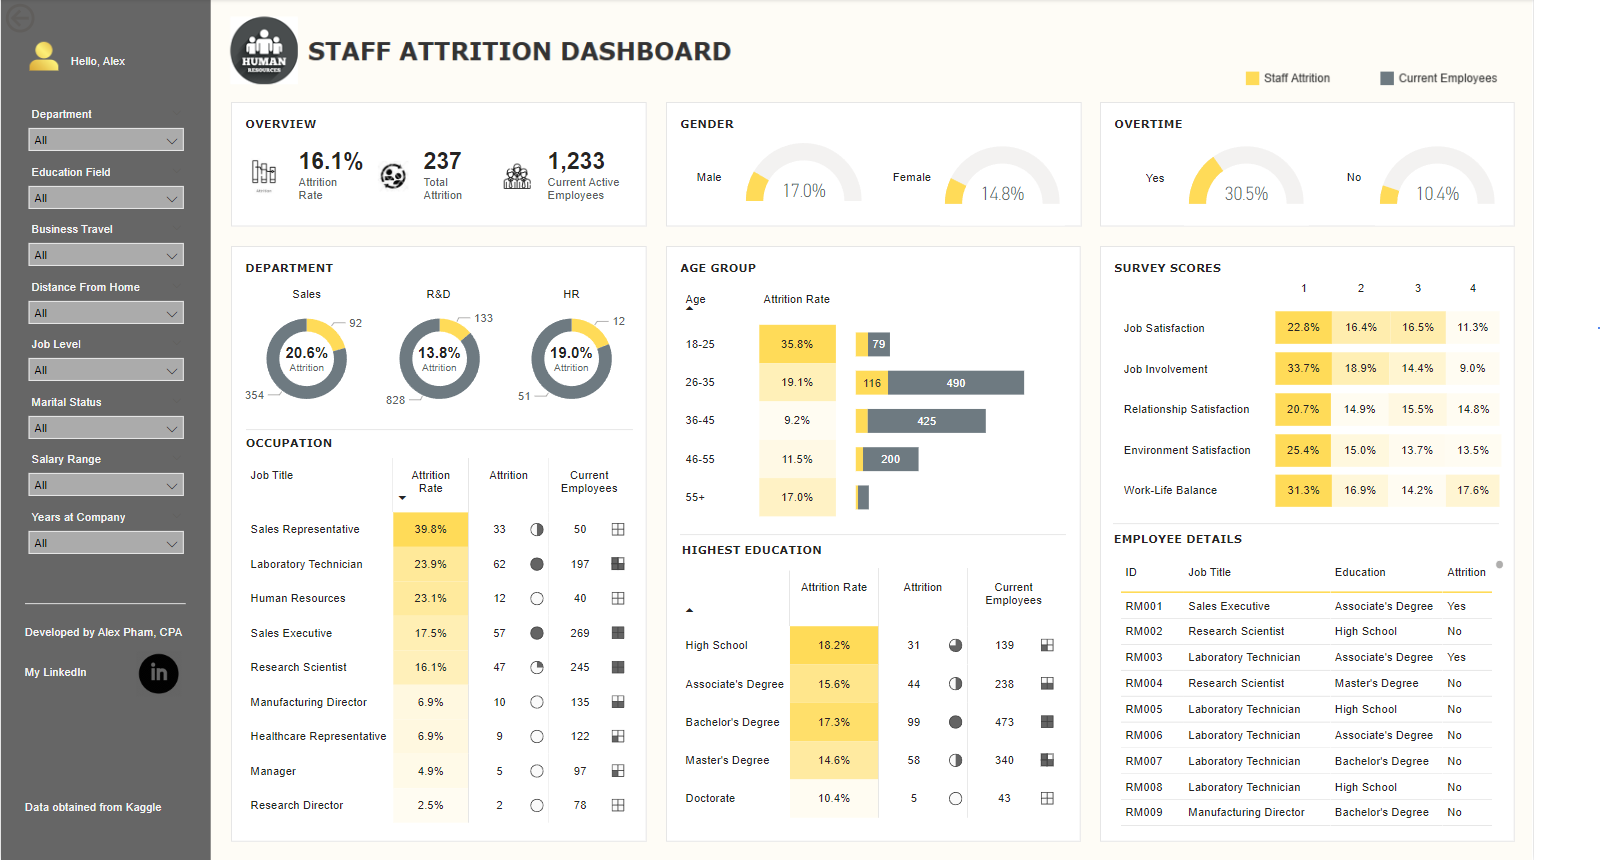 Hello, Alex
Department
All
Education Field
All
Business Travel
All
Distance From Home
All
Job Level
All
Marital Status
All
Salary Range
All
Years at Company
All
Developed by Alex Pham, CPA
My LinkedIn
in
Data obtained from Kaggle
HUMAN
RESOURCES
STAFF ATTRITION DASHBOARD
Staff Attrition
Current Employees
OVERVIEW
16.1%
Attrition
Rate
237
Total
Attrition
1,233
Current Active
Employees
GENDER
Male
17.0%
Female
14.8%
OVERTIME
Yes
30.5%
No
10.4%
DEPARTMENT
Sales
92
20.6%
Attrition
354
R&D
133
13.8%
Attrition
828
HR
12
19.0%
Attrition
51
OCCUPATION
Job Title Attrition Rate Attrition Current Employees
Sales Representative 39.8% 33 50
Laboratory Technician 23.9% 62 197
Human Resources 23.1% 12 40
Sales Executive 17.5% 57 269
Research Scientist 16.1% 47 245
Manufacturing Director 6.9% 10 135
Healthcare Representative 6.9% 9 122
Manager 4.9% 5 97
Research Director 2.5% 2 78
AGE GROUP
Age Attrition Rate
18-25 35.8% 79
26-35 19.1% 116 490
36-45 9.2% 425
46-55 11.5% 200
55+ 17.0%
HIGHEST EDUCATION
Attrition Rate Attrition Current Employees
High School 18.2% 31 139
Associate's Degree 15.6% 44 238
Bachelor's Degree 17.3% 99 473
Master's Degree 14.6% 58 340
Doctorate 10.4% 5 43
SURVEY SCORES
1 2 3 4
Job Satisfaction 22.8% 16.4% 16.5% 11.3%
Job Involvement 33.7% 18.9% 14.4% 9.0%
Relationship Satisfaction 20.7% 14.9% 15.5% 14.8%
Environment Satisfaction 25.4% 15.0% 13.7% 13.5%
Work-Life Balance 31.3% 16.9% 14.2% 17.6%
EMPLOYEE DETAILS
ID Job Title Education Attrition
RM001 Sales Executive Associate's Degree Yes
RM002 Research Scientist High School No
RM003 Laboratory Technician Associate's Degree Yes
RM004 Research Scientist Master's Degree No
RM005 Laboratory Technician High School No
RM006 Laboratory Technician Associate's Degree No
RM007 Laboratory Technician Bachelor's Degree No
RM008 Laboratory Technician High School No
RM009 Manufacturing Director Bachelor's Degree No